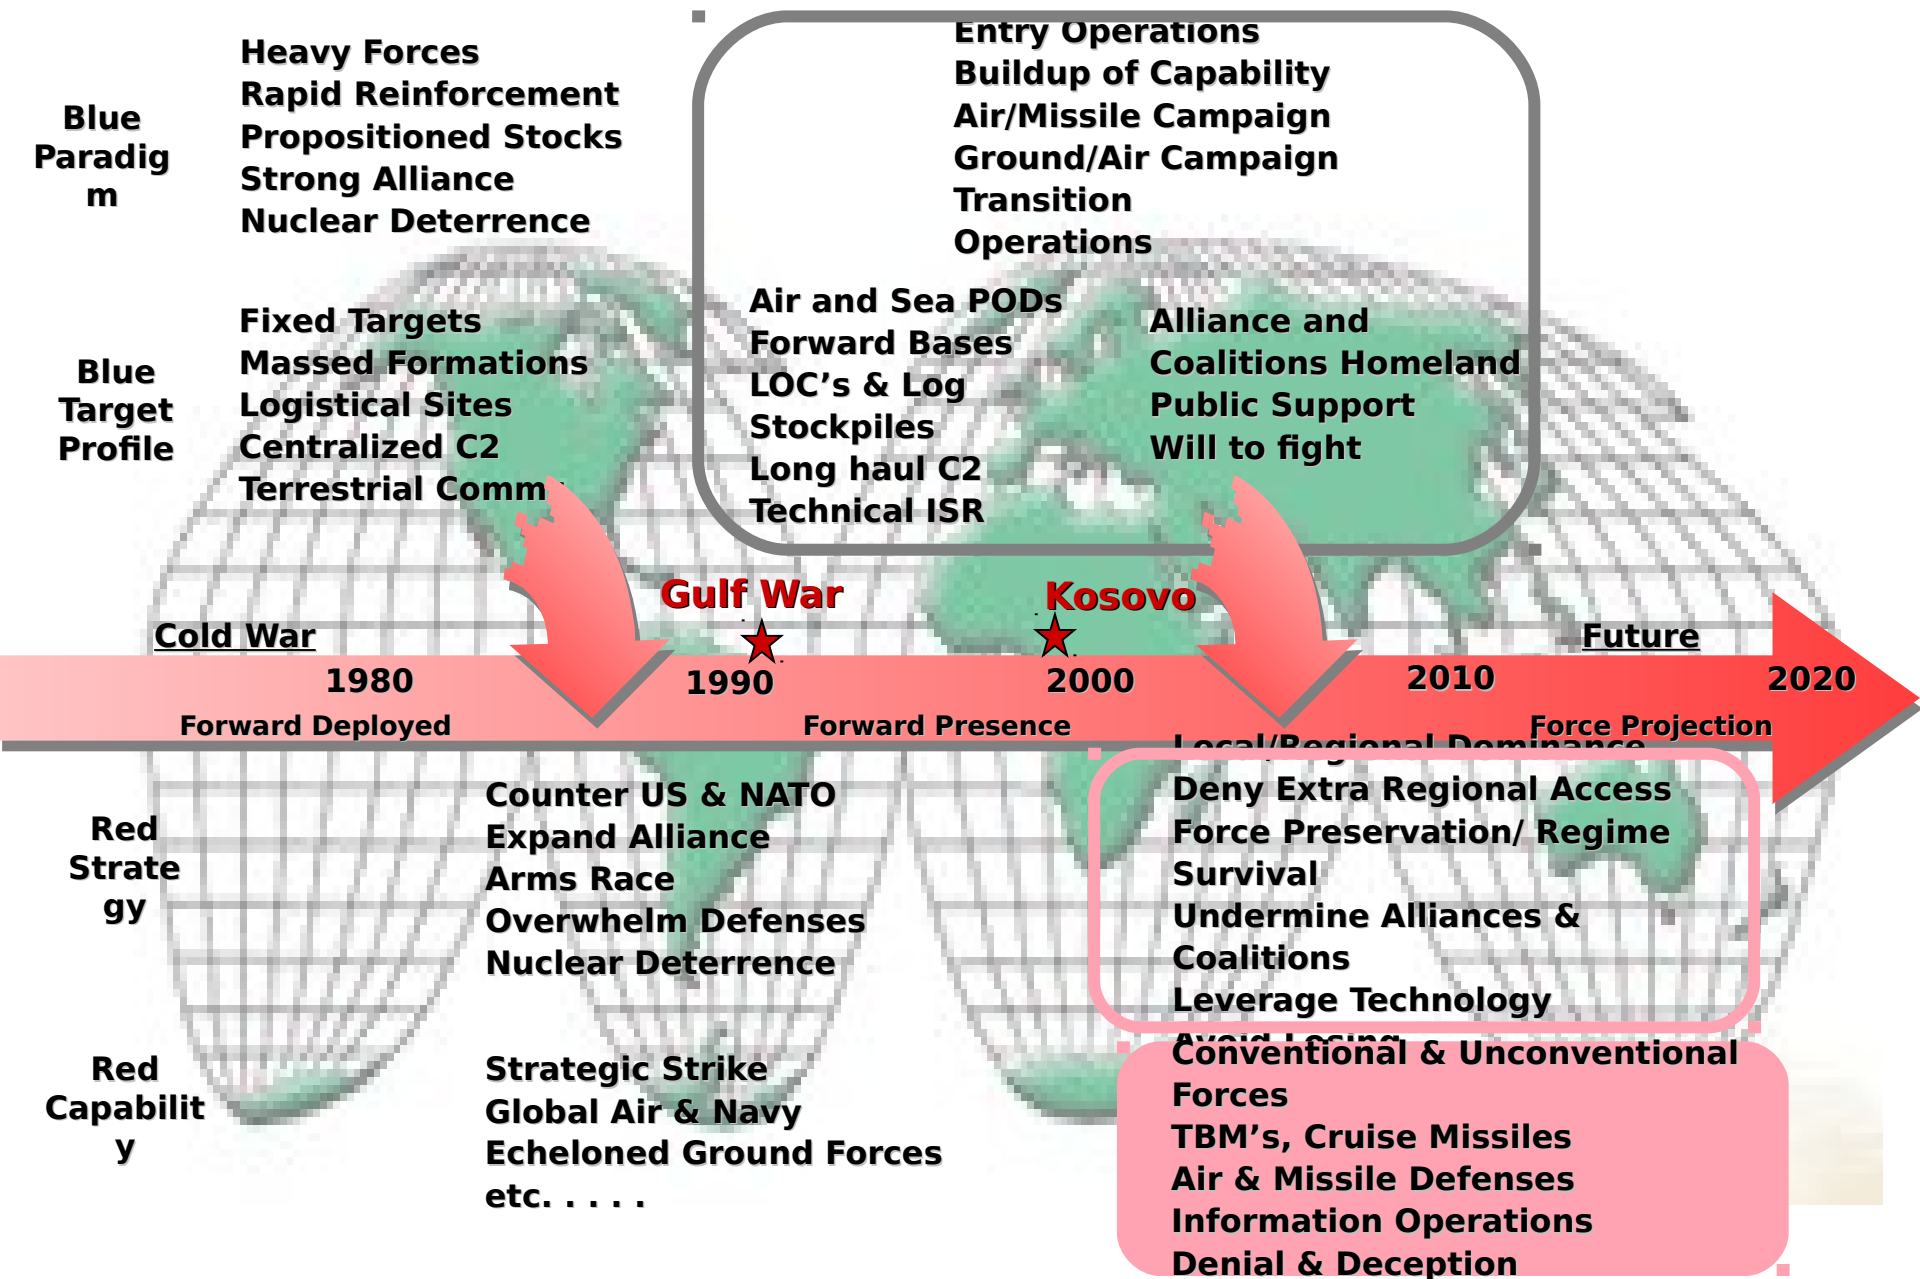 Blue
Paradig
m
Heavy Forces
Rapid Reinforcement
Propositioned Stocks
Strong Alliance
Nuclear Deterrence
Entry Operations
Buildup of Capability
Air/Missile Campaign
Ground/Air Campaign
Transition
Operations
Blue
Target
Profile
Fixed Targets
Massed Formations
Logistical Sites
Centralized C2
Terrestrial Comm
Air and Sea PODs
Forward Bases
LOC’s & Log
Stockpiles
Long haul C2
Technical ISR
Alliance and
Coalitions Homeland
Public Support
Will to fight
Gulf War
Kosovo
Cold War
Future
1980
1990
2000
2010
2020
Forward Deployed
Forward Presence
Force Projection
Red
Strate
gy
Counter US & NATO
Expand Alliance
Arms Race
Overwhelm Defenses
Nuclear Deterrence
Local/Regional Dominance
Deny Extra Regional Access
Force Preservation/ Regime
Survival
Undermine Alliances &
Coalitions
Leverage Technology
Avoid Losing
Red
Capabilit
y
Strategic Strike
Global Air & Navy
Echeloned Ground Forces
etc. . . . .
Conventional & Unconventional
Forces
TBM’s, Cruise Missiles
Air & Missile Defenses
Information Operations
Denial & Deception